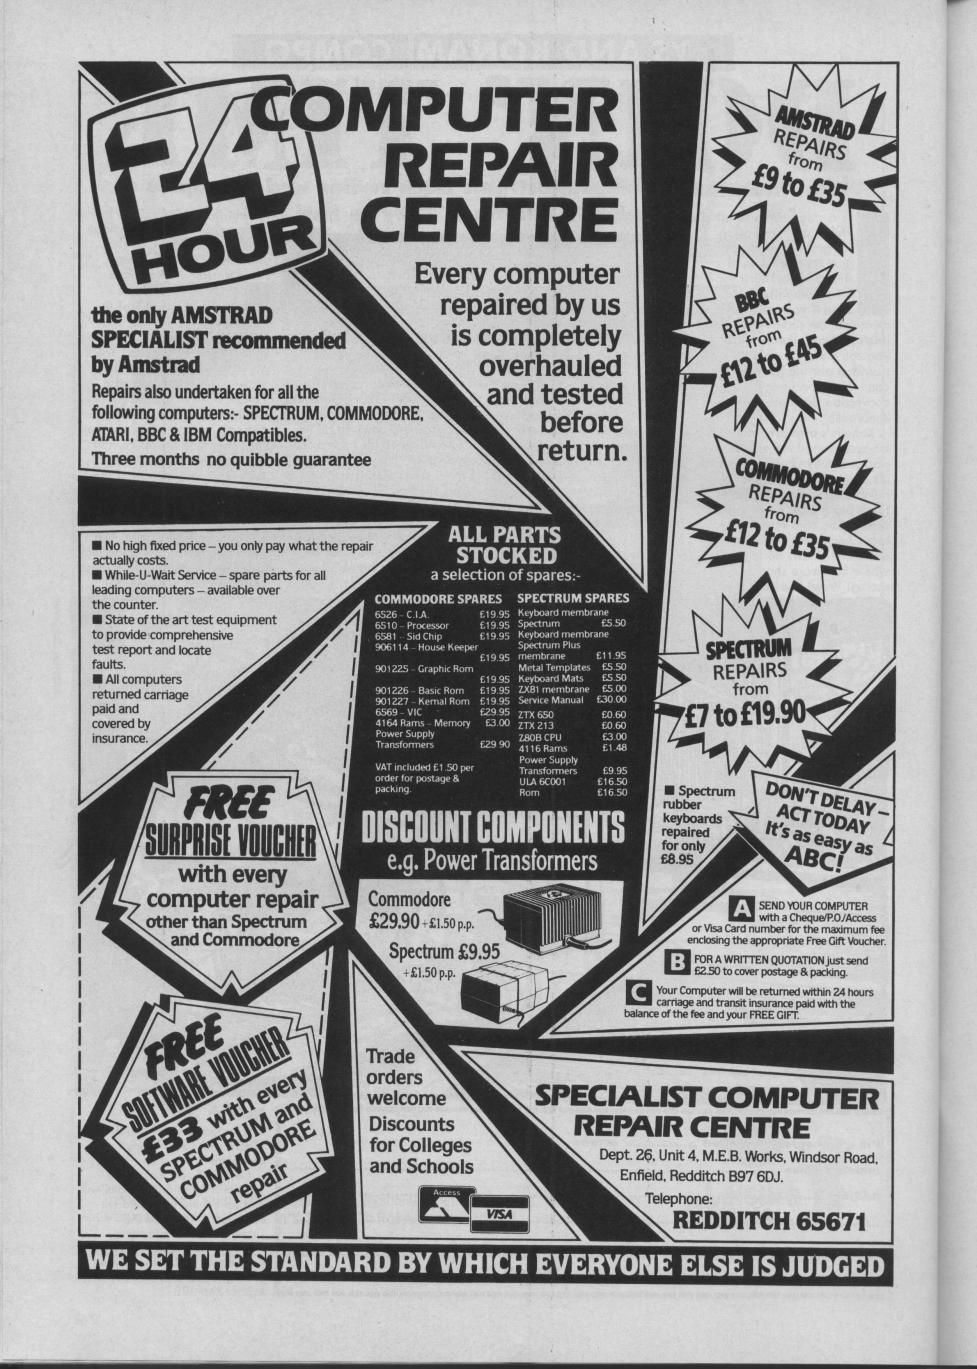 24
HOUR
COMPUTER
REPAIR
CENTRE
Every computer
repaired by us
is completely
overhauled
and tested
before
return.
the only AMSTRAD
SPECIALIST recommended
by Amstrad
Repairs also undertaken for all the
following computers:- SPECTRUM, COMMODORE,
ATARI, BBC & IBM Compatibles.
Three months no quibble guarantee
AMSTRAD
REPAIRS
from
£9 to £35
BBC
REPAIRS
from
£12 to £45
COMMODORE
REPAIRS
from
£12 to £35
SPECTRUM
REPAIRS
from
£7 to £19.90
■ No high fixed price – you only pay what the repair
actually costs.
■ While-U-Wait Service – spare parts for all
leading computers – available over
the counter.
■ State of the art test equipment
to provide comprehensive
test report and locate
faults.
■ All computers
returned carriage
paid and
covered by
insurance.
ALL PARTS
STOCKED
a selection of spares:-
COMMODORE SPARES
6526 – C.I.A. £19.95
6510 – Processor £19.95
6581 – Sid Chip £19.95
906114 – House Keeper
£19.95
901225 – Graphic Rom
£19.95
901226 – Basic Rom £19.95
901227 – Kernal Rom £19.95
6569 – VIC £29.95
4164 Rams – Memory £3.00
Power Supply
Transformers £29 90
VAT included £1.50 per
order for postage &
packing.
SPECTRUM SPARES
Keyboard membrane
Spectrum £5.50
Keyboard membrane
Spectrum Plus
membrane £11.95
Metal Templates £5.50
Keyboard Mats £5.50
ZX81 membrane £5.00
Service Manual £30.00
ZTX 650 £0.60
ZTX 213 £0.60
Z80B CPU £3.00
4116 Rams £1.48
Power Supply
Transformers £9.95
ULA 6C001 £16.50
Rom £16.50
DISCOUNT COMPONENTS
e.g. Power Transformers
Commodore
£29.90 +£1.50 p.p.
Spectrum £9.95
+£1.50 p.p.
■ Spectrum
rubber
keyboards
repaired
for only
£8.95
DON'T DELAY –
ACT TODAY
It's as easy as
ABC!
A SEND YOUR COMPUTER
with a Cheque/P.O./Access
or Visa Card number for the maximum fee
enclosing the appropriate Free Gift Voucher.
B FOR A WRITTEN QUOTATION just send
£2.50 to cover postage & packing.
C Your Computer will be returned within 24 hours
carriage and transit insurance paid with the
balance of the fee and your FREE GIFT.
FREE
SURPRISE VOUCHER
with every
computer repair
other than Spectrum
and Commodore
FREE
SOFTWARE VOUCHER
£33 with every
SPECTRUM and
COMMODORE
repair
Trade
orders
welcome
Discounts
for Colleges
and Schools
Access
VISA
SPECIALIST COMPUTER
REPAIR CENTRE
Dept. 26, Unit 4, M.E.B. Works, Windsor Road,
Enfield, Redditch B97 6DJ.
Telephone:
REDDITCH 65671
WE SET THE STANDARD BY WHICH EVERYONE ELSE IS JUDGED